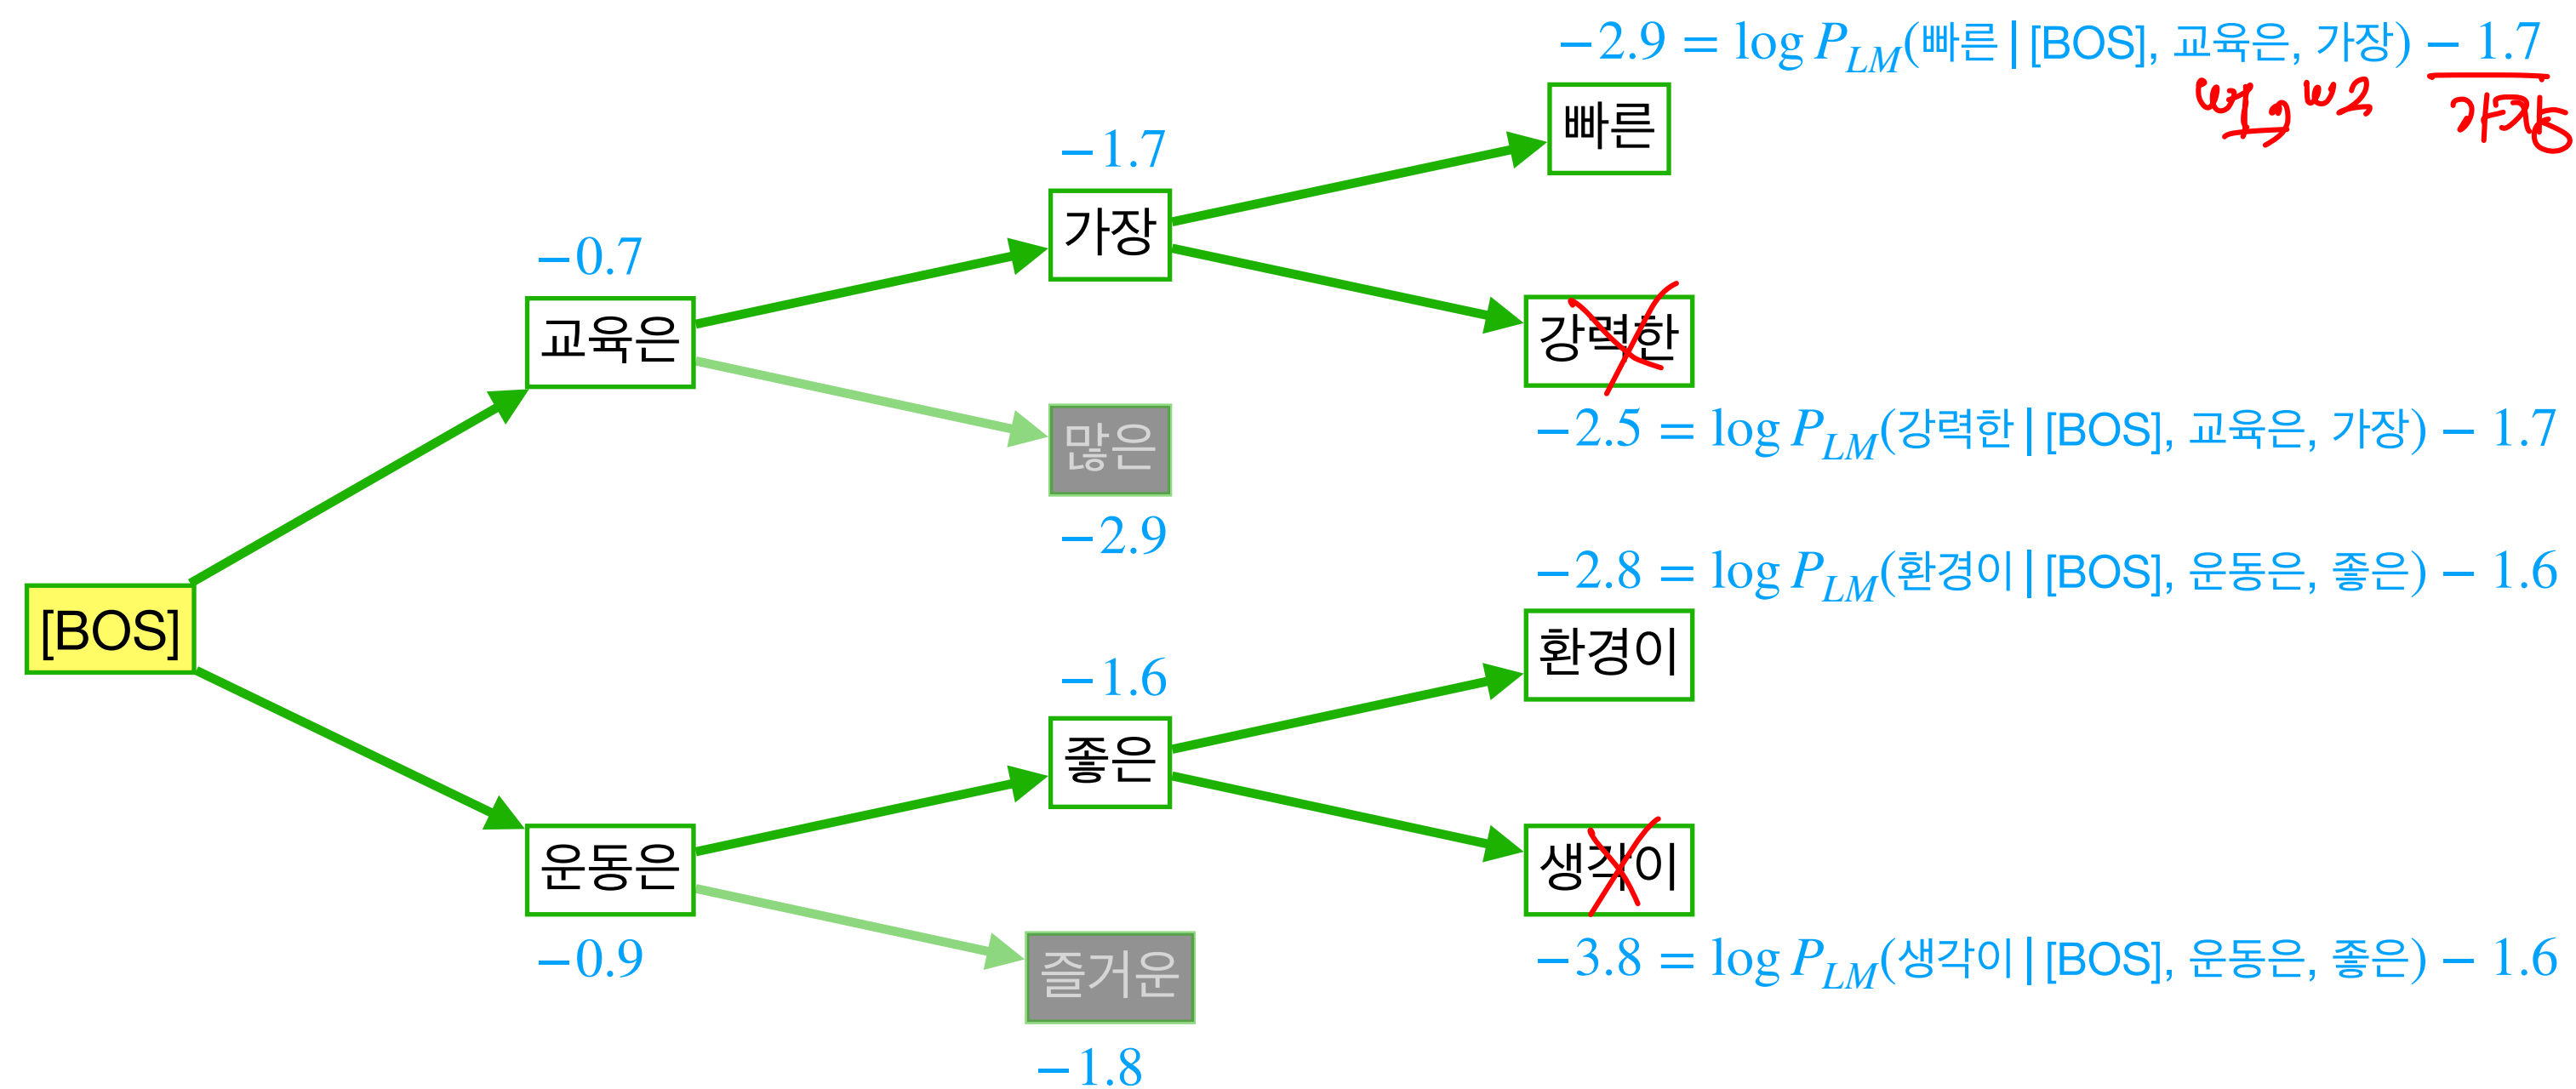 −2.9 = log P_LM(빠른 | [BOS], 교육은, 가장) − 1.7
w1, w2 가장
빠른
−1.7
가장
−0.7
교육은
강력한
−2.5 = log P_LM(강력한 | [BOS], 교육은, 가장) − 1.7
많은
−2.9
−2.8 = log P_LM(환경이 | [BOS], 운동은, 좋은) − 1.6
[BOS]
환경이
−1.6
좋은
운동은
생각이
−0.9
−3.8 = log P_LM(생각이 | [BOS], 운동은, 좋은) − 1.6
즐거운
−1.8